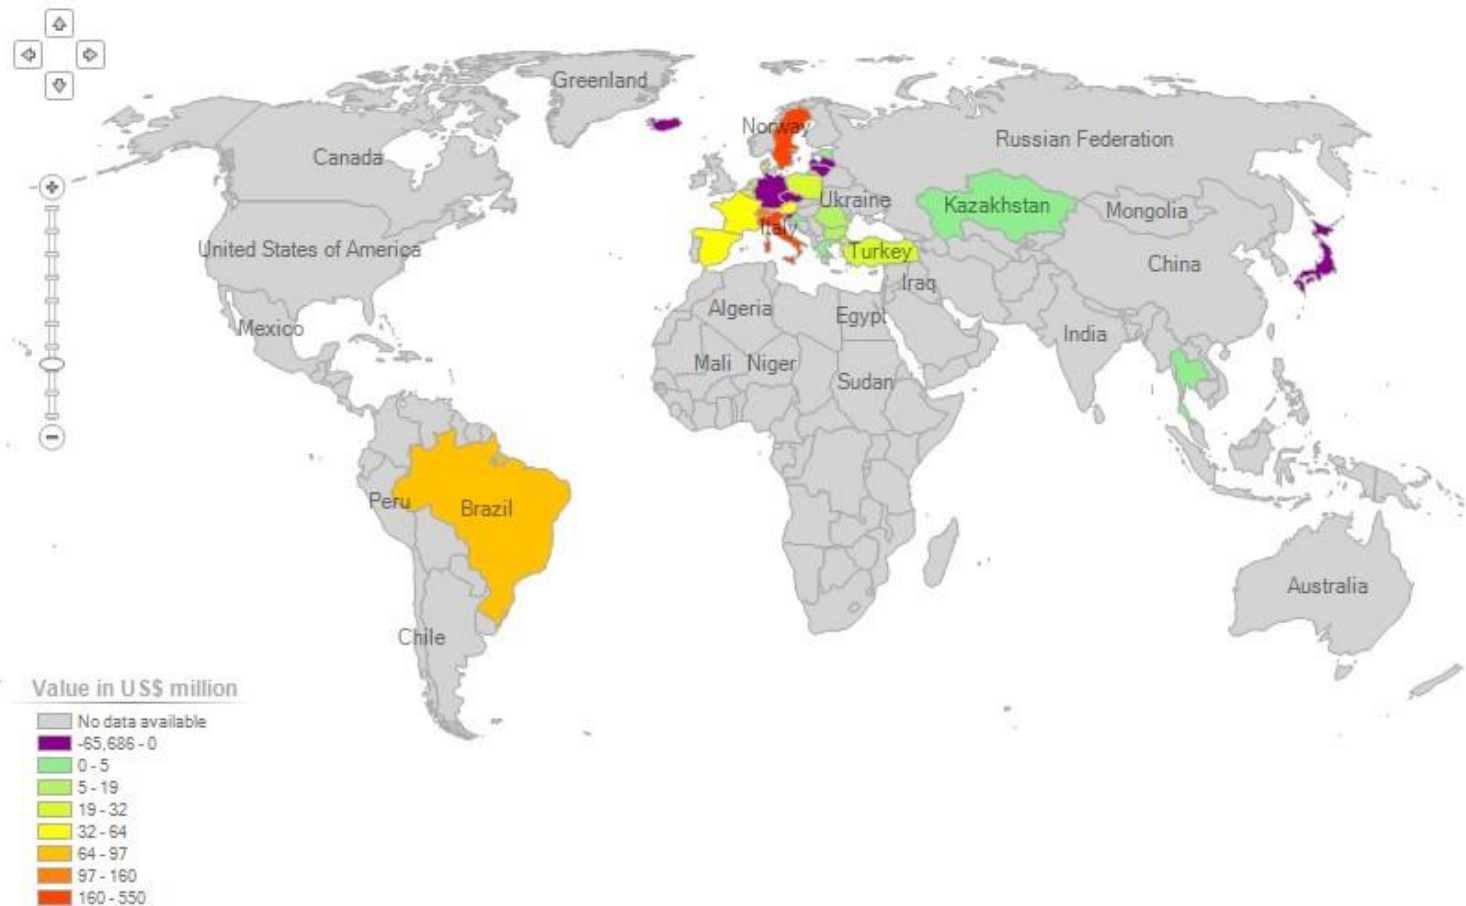 Greenland
Norway
Russian Federation
Canada
Ukraine
Kazakhstan
Mongolia
Italy
United States of America
Turkey
China
Iraq
Algeria
Egypt
Mexico
India
Mali
Niger
Sudan
Peru
Brazil
Australia
Chile
Value in US$ million
No data available
-65,686 - 0
0 - 5
5 - 19
19 - 32
32 - 64
64 - 97
97 - 160
160 - 550